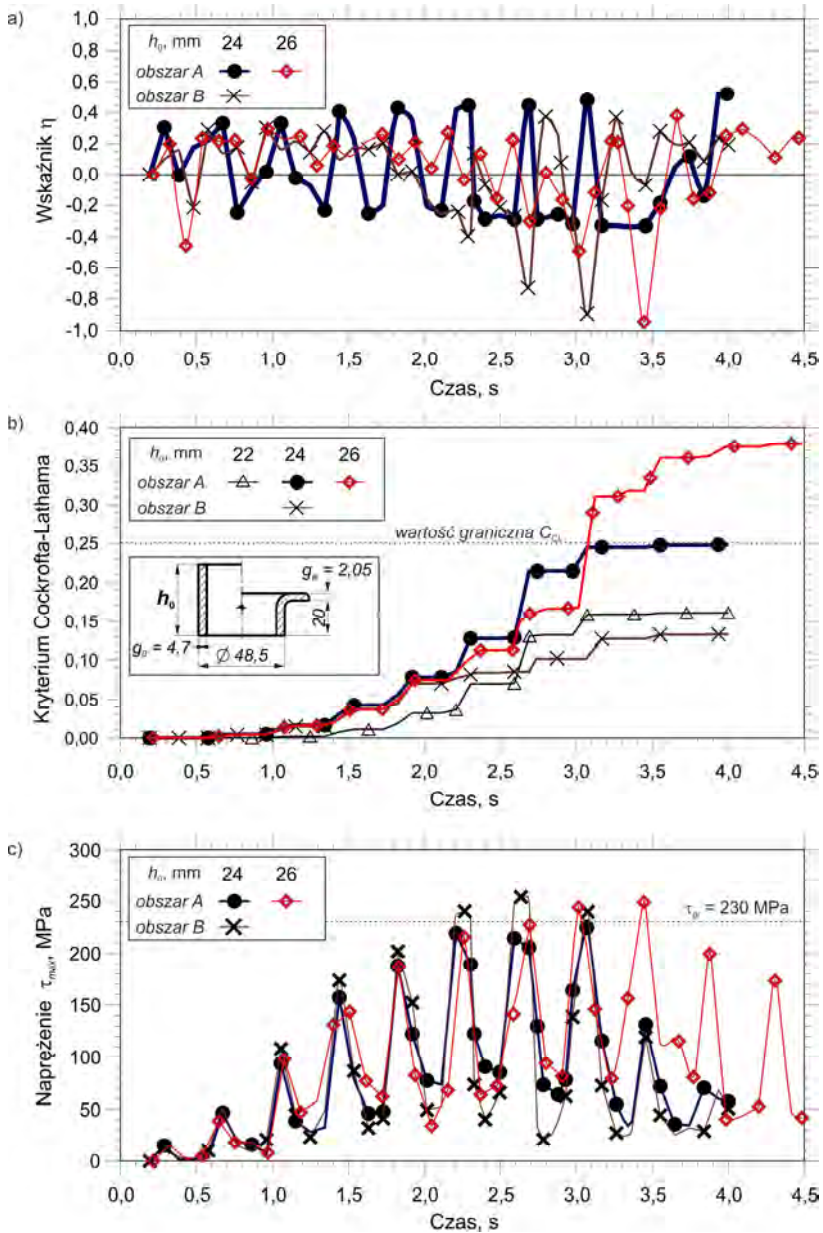 a)
1,0
0,8
0,6
0,4
0,2
0,0
-0,2
-0,4
-0,6
-0,8
-1,0
Wskaźnik η
h₀, mm 24 26
obszar A
obszar B
0,0 0,5 1,0 1,5 2,0 2,5 3,0 3,5 4,0 4,5
Czas, s
b)
0,40
0,35
0,30
0,25
0,20
0,15
0,10
0,05
0,00
Kryterium Cockrofta-Lathama
h₀, mm 22 24 26
obszar A
obszar B
wartość graniczna C_CL
h₀
g₀ = 4,7
Ø 48,5
20
= 2,05
0,0 0,5 1,0 1,5 2,0 2,5 3,0 3,5 4,0 4,5
Czas, s
c)
300
250
200
150
100
50
0
Naprężenie τmax, MPa
h₀, mm 24 26
obszar A
obszar B
τgr = 230 MPa
0,0 0,5 1,0 1,5 2,0 2,5 3,0 3,5 4,0 4,5
Czas, s